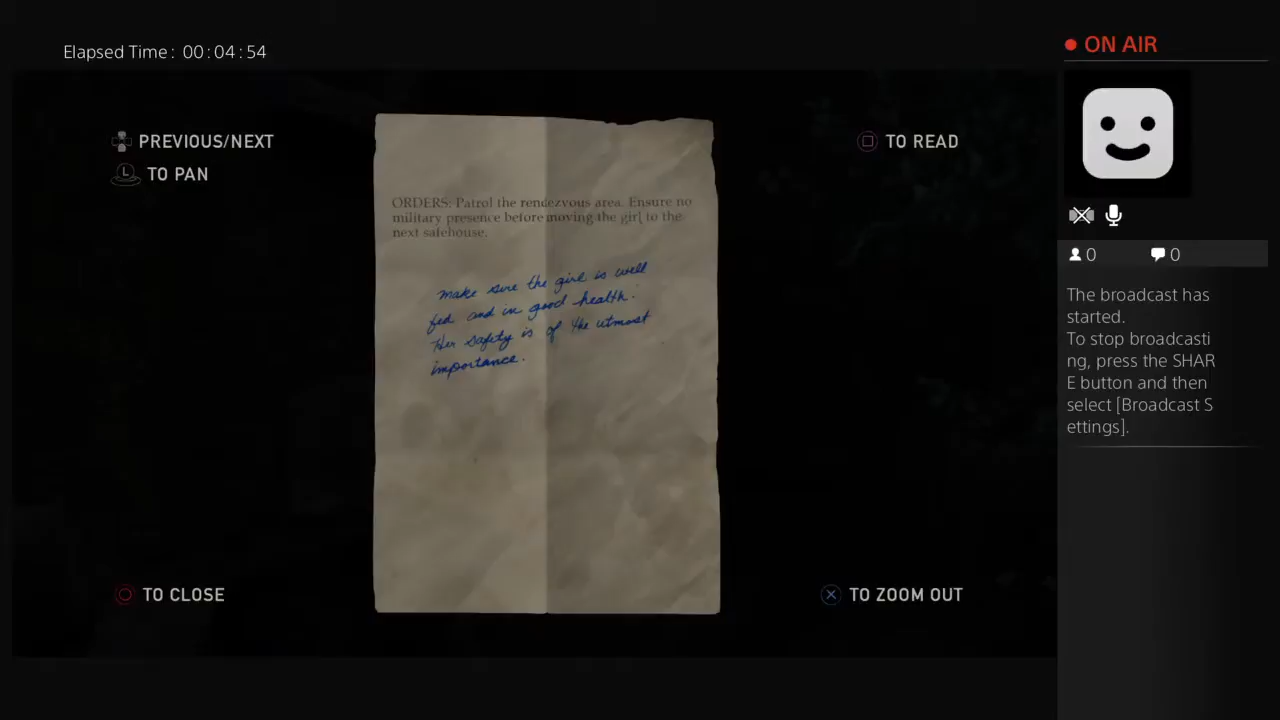 Elapsed Time: 00:04:54
ON AIR
PREVIOUS/NEXT
L
TO PAN
TO READ
ORDERS: Patrol the rendezvous area. Ensure no
military presence before moving the girl to the
next safehouse.
make sure the girl is well
fed and in good health.
Her safety is of the utmost
importance.
TO CLOSE
TO ZOOM OUT
0
0
The broadcast has
started.
To stop broadcasti
ng, press the SHAR
E button and then
select [Broadcast S
ettings].